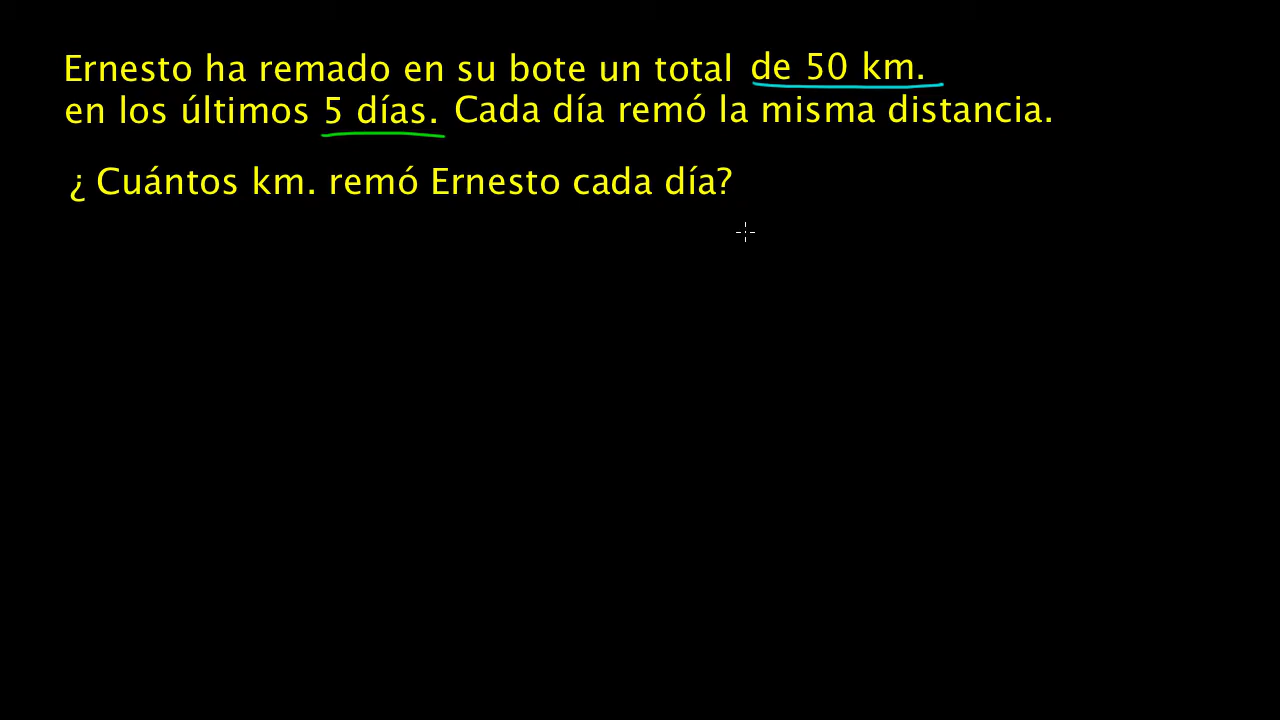 Ernesto ha remado en su bote un total de 50 km.
en los últimos 5 días. Cada día remó la misma distancia.
¿ Cuántos km. remó Ernesto cada día?